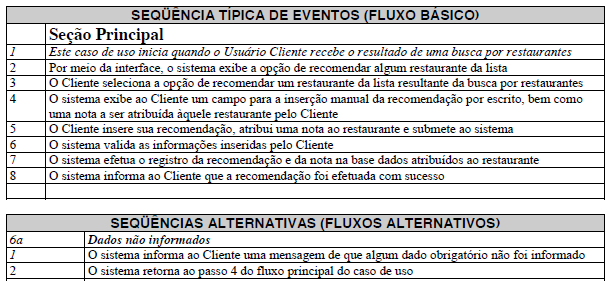 SEQÜÊNCIA TÍPICA DE EVENTOS (FLUXO BÁSICO)
Seção Principal
1 Este caso de uso inicia quando o Usuário Cliente recebe o resultado de uma busca por restaurantes
2 Por meio da interface, o sistema exibe a opção de recomendar algum restaurante da lista
3 O Cliente seleciona a opção de recomendar um restaurante da lista resultante da busca por restaurantes
4 O sistema exibe ao Cliente um campo para a inserção manual da recomendação por escrito, bem como
uma nota a ser atribuída àquele restaurante pelo Cliente
5 O Cliente insere sua recomendação, atribui uma nota ao restaurante e submete ao sistema
6 O sistema valida as informações inseridas pelo Cliente
7 O sistema efetua o registro da recomendação e da nota na base dados atribuídos ao restaurante
8 O sistema informa ao Cliente que a recomendação foi efetuada com sucesso
SEQÜÊNCIAS ALTERNATIVAS (FLUXOS ALTERNATIVOS)
6a Dados não informados
1 O sistema informa ao Cliente uma mensagem de que algum dado obrigatório não foi informado
2 O sistema retorna ao passo 4 do fluxo principal do caso de uso